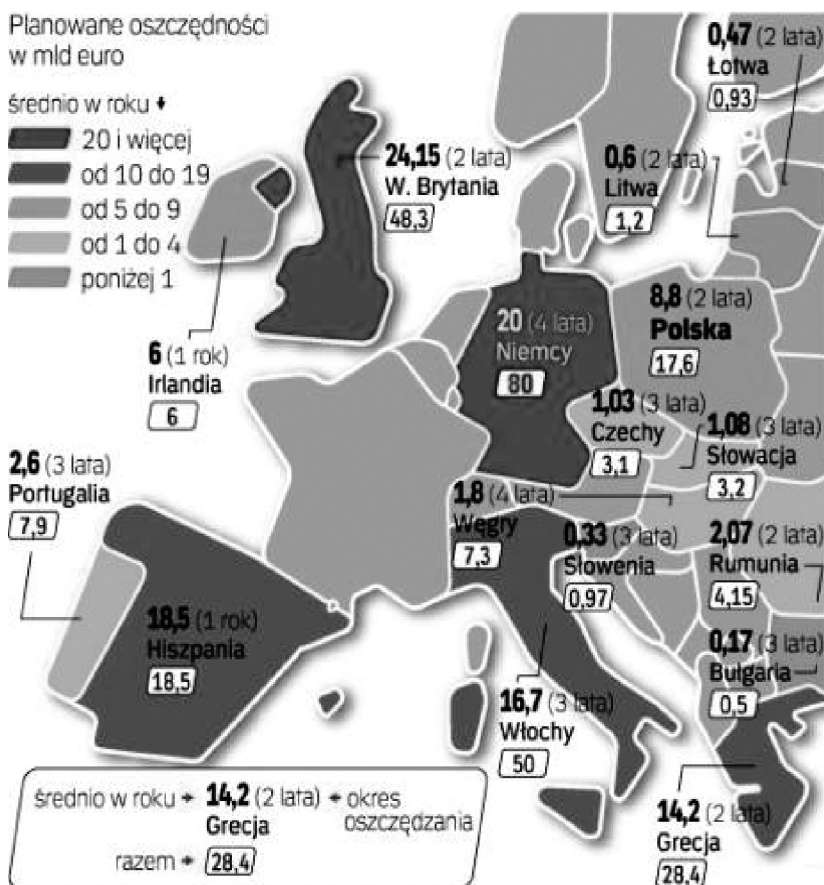 Planowane oszczędności
w mld euro
średnio w roku
20 i więcej
od 10 do 19
od 5 do 9
od 1 do 4
poniżej 1
0,47 (2 lata)
Łotwa
0,93
24,15 (2 lata)
W. Brytania
48,3
0,6 (2 lata)
Litwa
1,2
6 (1 rok)
Irlandia
6
20 (4 lata)
Niemcy
80
8,8 (2 lata)
Polska
17,6
1,03 (3 lata)
Czechy
3,1
1,08 (3 lata)
Słowacja
3,2
2,6 (3 lata)
Portugalia
7,9
1,8 (4 lata)
Węgry
7,3
0,33 (3 lata)
Słowenia
0,97
2,07 (2 lata)
Rumunia
4,15
18,5 (1 rok)
Hiszpania
18,5
0,17 (3 lata)
Bułgaria
0,5
16,7 (3 lata)
Włochy
50
14,2 (2 lata)
Grecja
28,4
średnio w roku 14,2 (2 lata) okres
Grecja oszczędzania
razem 28,4